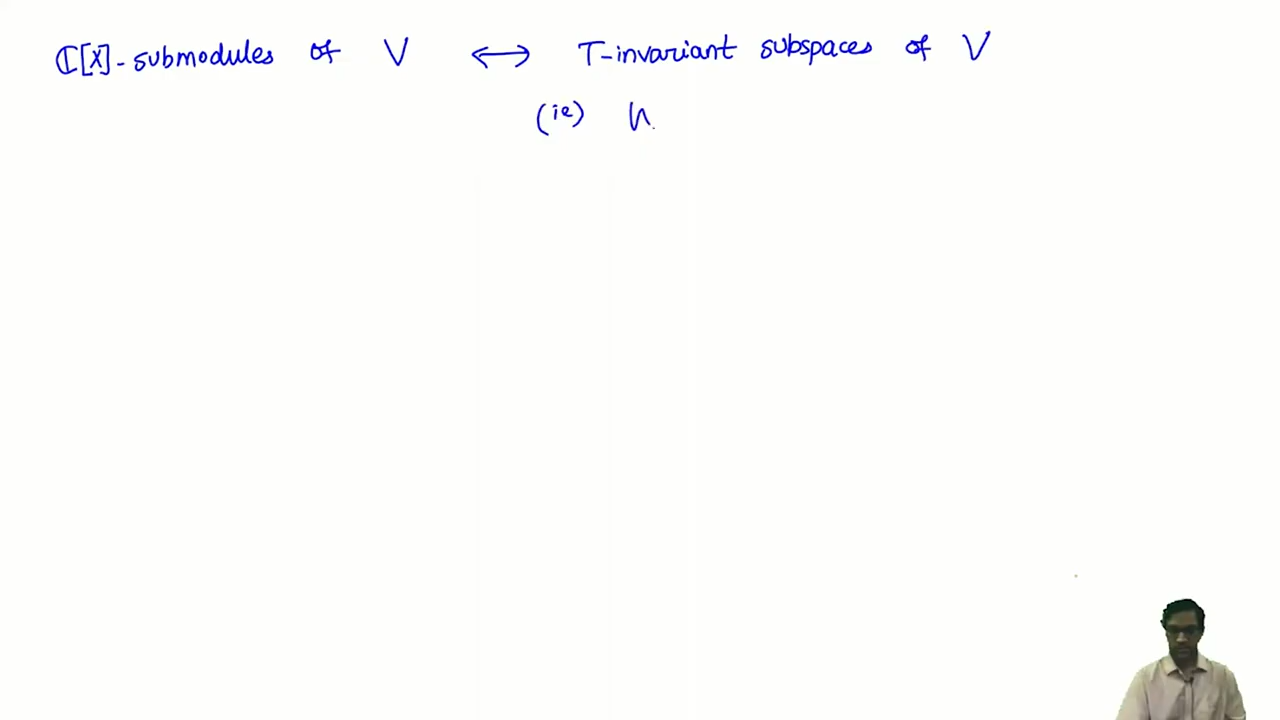 ℂ[X]-submodules of V ⟷ T-invariant subspaces of V
(ie)